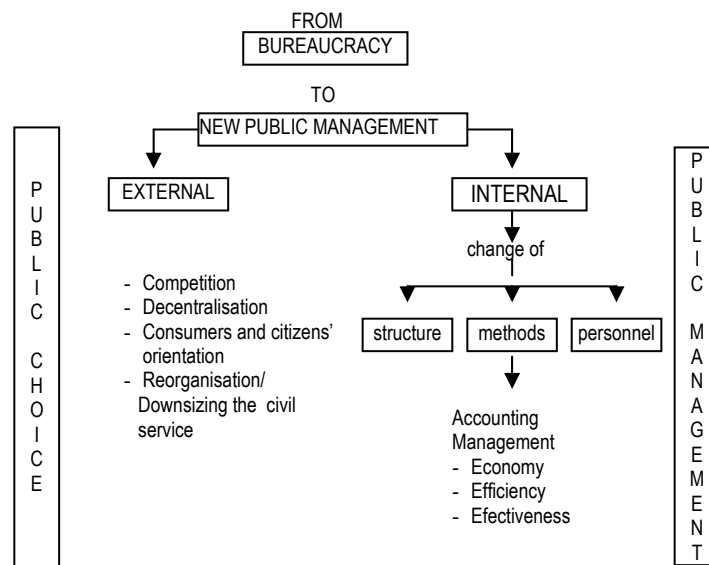 FROM
BUREAUCRACY
TO
NEW PUBLIC MANAGEMENT
PUBLIC CHOICE
EXTERNAL
- Competition
- Decentralisation
- Consumers and citizens'
orientation
- Reorganisation/
Downsizing the civil
service
INTERNAL
change of
structure
methods
personnel
Accounting
Management
- Economy
- Efficiency
- Efectiveness
PUBLIC MANAGEMENT